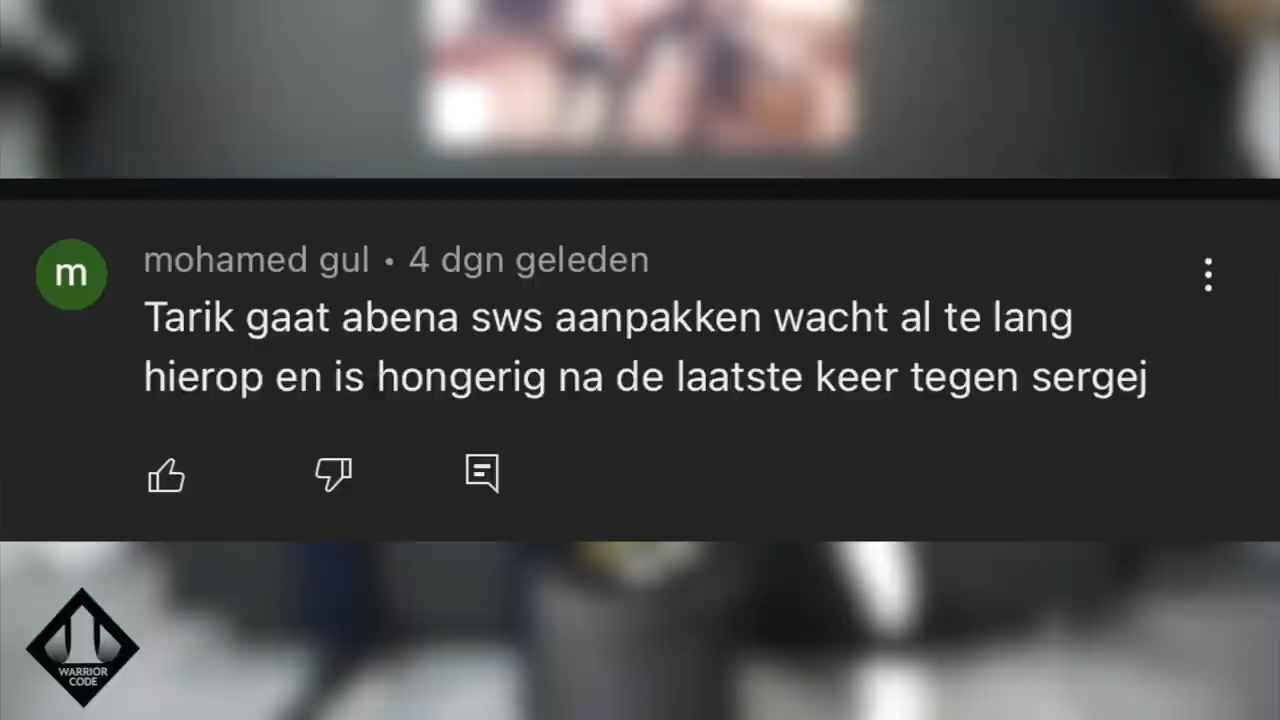 m
mohamed gul • 4 dgn geleden
Tarik gaat abena sws aanpakken wacht al te lang
hierop en is hongerig na de laatste keer tegen sergej
WARRIOR
CODE